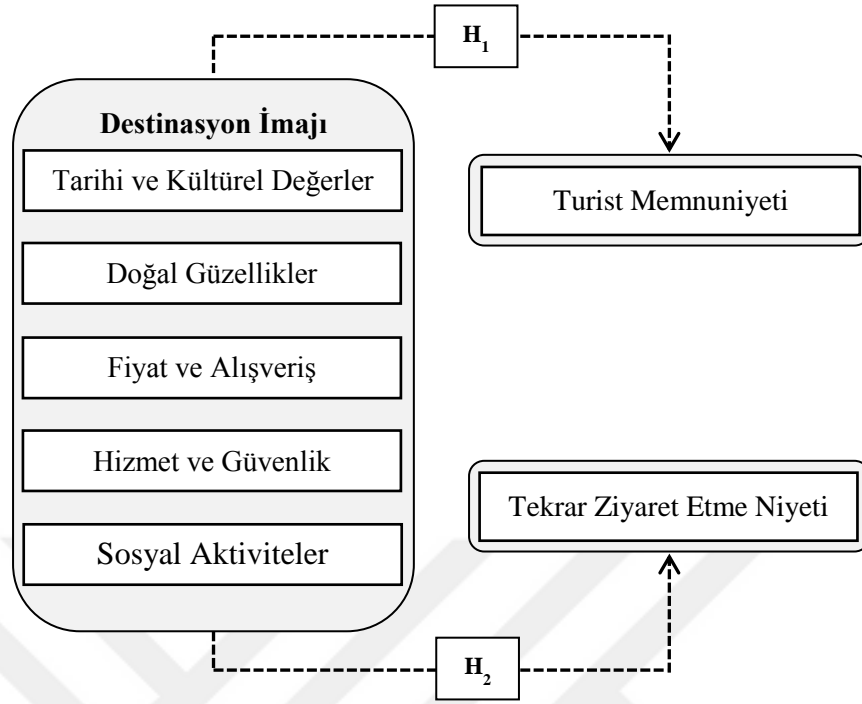 H1
Destinasyon İmajı
Tarihi ve Kültürel Değerler
Turist Memnuniyeti
Doğal Güzellikler
Fiyat ve Alışveriş
Hizmet ve Güvenlik
Tekrar Ziyaret Etme Niyeti
Sosyal Aktiviteler
H2